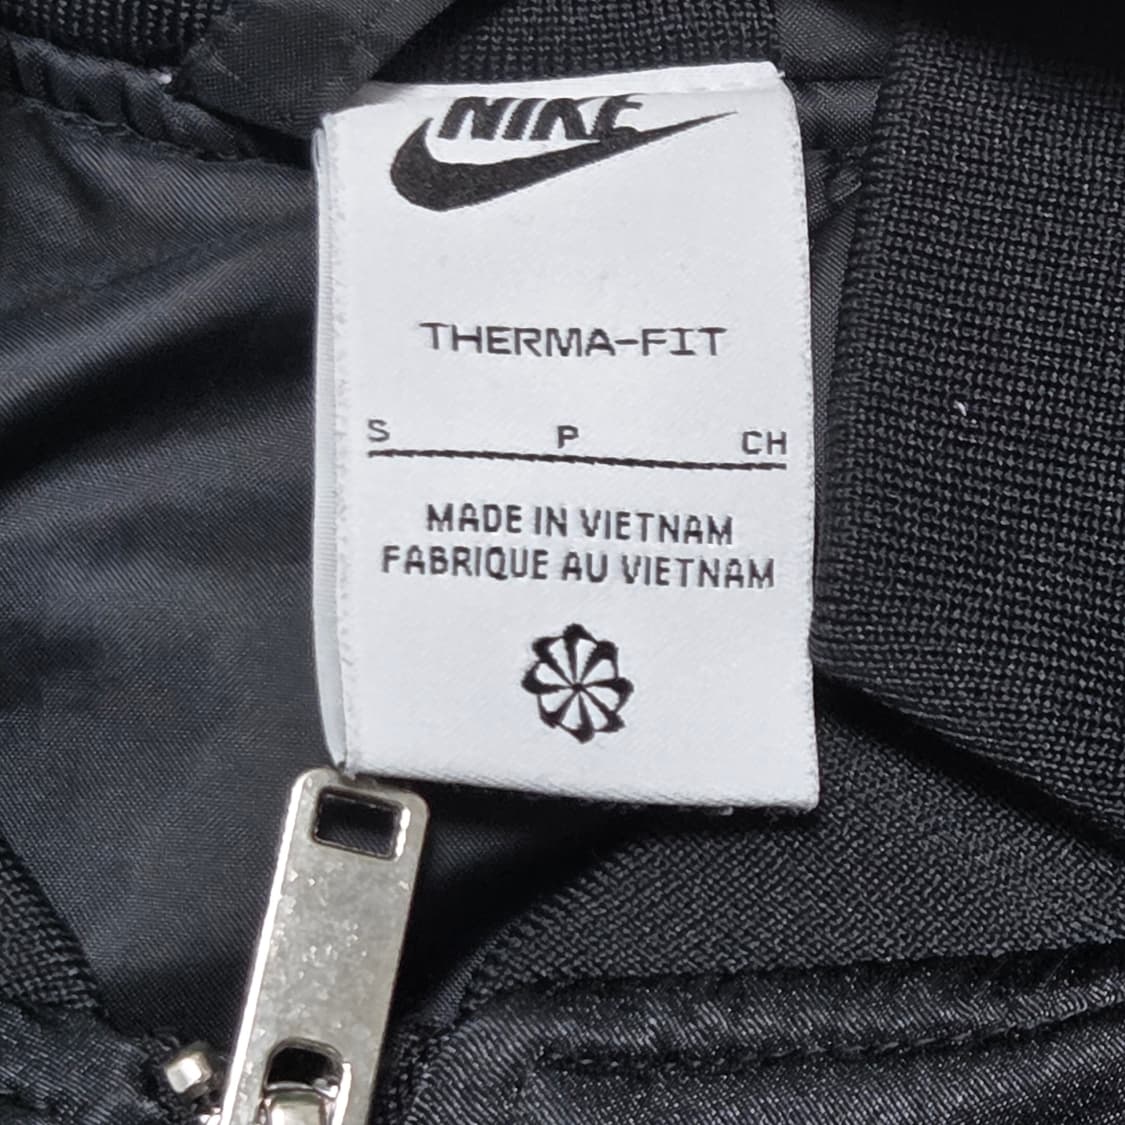 NIKE
THERMA-FIT
S P CH
MADE IN VIETNAM
FABRIQUE AU VIETNAM